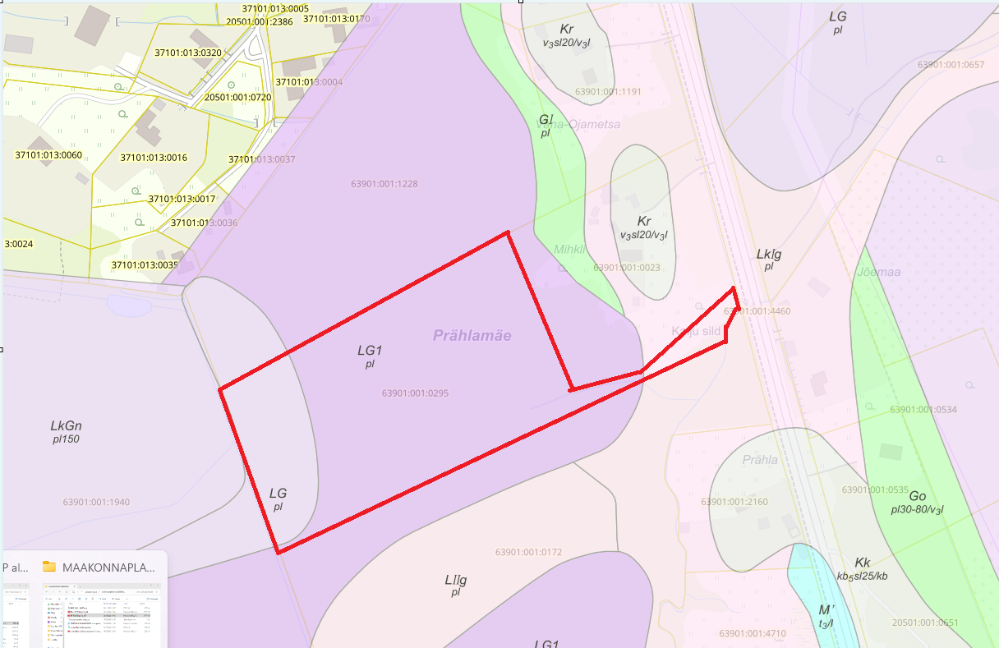 37101:013:0005
20501:001:2386
37101:013:0170
LG
pl
Kr
v₃sl20/v₃l
37101:013:0320
63901:001:0657
37101:013:0004
63901:001:1191
20501:001:0720
Gl
pl
Vana-Ojametsa
37101:013:0060
37101:013:0016
37101:013:0037
63901:001:1228
37101:013:0017
37101:013:0036
Kr
v₃sl20/v₃l
3:0024
Mihkli
Lklg
pl
37101:013:0035
63901:001:0023
Jõemaa
63901:001:4460
Prählamäe
Kalju sild
LG1
pl
63901:001:0295
63901:001:0534
LkGn
pl150
Prähla
63901:001:1940
LG
pl
63901:001:2160
63901:001:0535
Go
pl30-80/v₃l
63901:001:0172
P al...
MAAKONNAPLA...
Lllg
pl
Kk
kb₅sl25/kb
M'
t₃/l
63901:001:4710
20501:001:0651
LG1